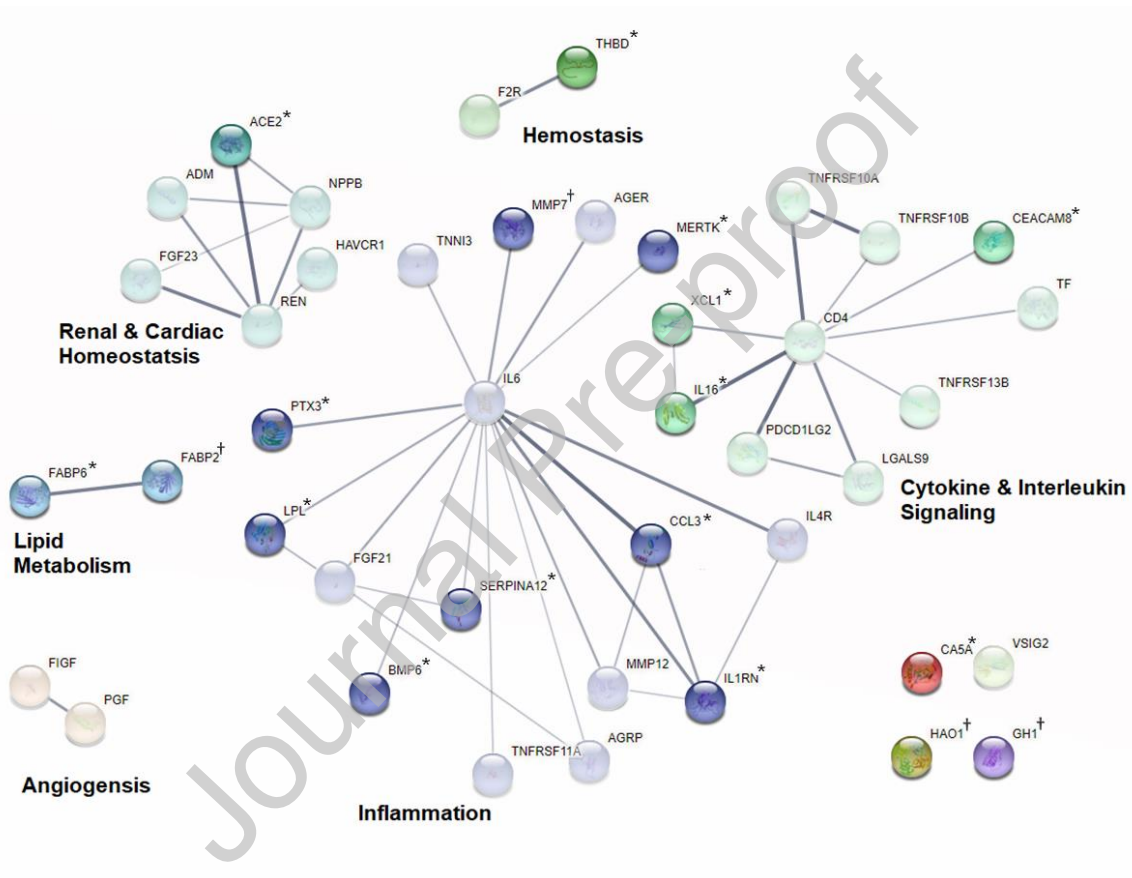 THBD*
F2R
Hemostasis
ACE2*
ADM
NPPB
FGF23
HAVCR1
REN
Renal & Cardiac
Homeostatsis
TNNI3
MMP7†
AGER
MERTK*
TNFRSF10A
TNFRSF10B
CEACAM8*
XCL1*
CD4
TF
IL16*
TNFRSF13B
PDCD1LG2
LGALS9
Cytokine & Interleukin
Signaling
IL6
PTX3*
FABP6*
FABP2†
Lipid
Metabolism
LPL*
FGF21
SERPINA12*
CCL3*
IL4R
BMP6*
MMP12
IL1RN*
TNFRSF11A
AGRP
Inflammation
FIGF
PGF
Angiogensis
CA5A*
VSIG2
HAO1†
GH1†
Journal Pre-proof